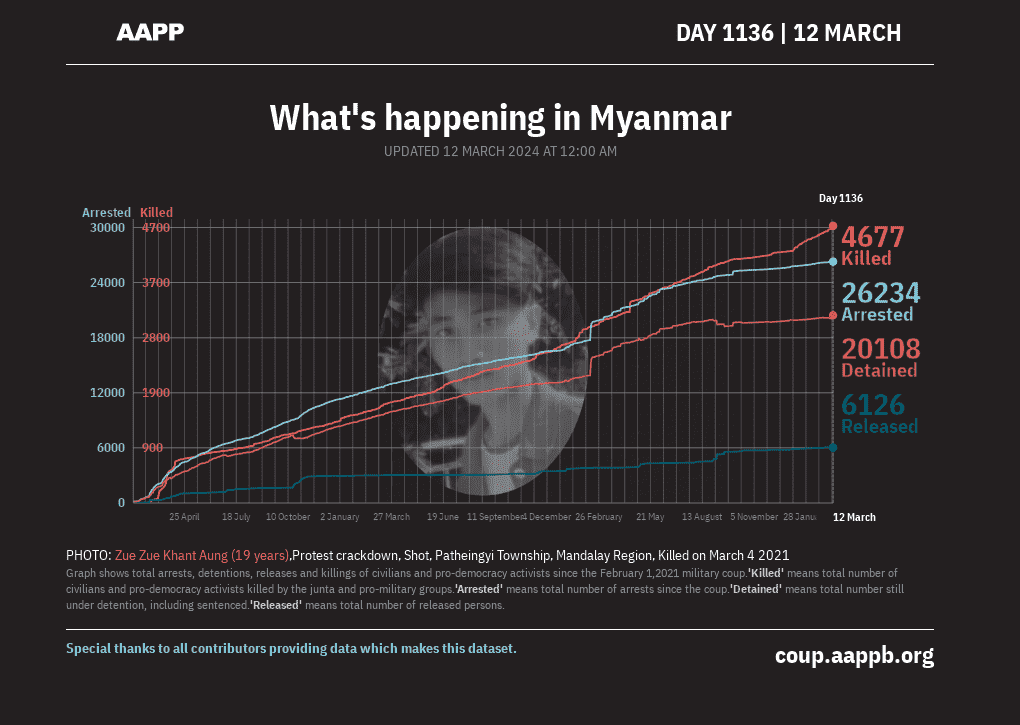 AAPP
DAY 1136 | 12 MARCH
What's happening in Myanmar
UPDATED 12 MARCH 2024 AT 12:00 AM
Day 1136
Arrested Killed
30000 4700
24000 3700
18000 2800
12000 1900
6000 900
0
4677
Killed
26234
Arrested
20108
Detained
6126
Released
25 April 18 July 10 October 2 January 27 March 19 June 11 September 4 December 26 February 21 May 13 August 5 November 28 Janu 12 March
PHOTO: Zue Zue Khant Aung (19 years),Protest crackdown, Shot, Patheingyi Township, Mandalay Region, Killed on March 4 2021
Graph shows total arrests, detentions, releases and killings of civilians and pro-democracy activists since the February 1,2021 military coup.'Killed' means total number of
civilians and pro-democracy activists killed by the junta and pro-military groups.'Arrested' means total number of arrests since the coup.'Detained' means total number still
under detention, including sentenced.'Released' means total number of released persons.
Special thanks to all contributors providing data which makes this dataset.
coup.aappb.org